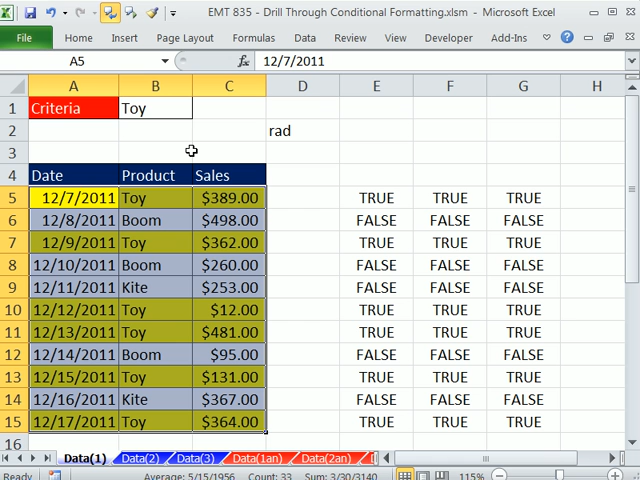 EMT 835 - Drill Through Conditional Formatting.xlsm - Microsoft Excel
File Home Page Layout Formulas Data Review View Developer Add-Ins
A5 fx 12/7/2011
A B C D E F G H
1 Criteria Toy
2 rad
3
4 Date Product Sales
5 12/7/2011 Toy $389.00 TRUE TRUE TRUE
6 12/8/2011 Boom $498.00 FALSE FALSE FALSE
7 12/9/2011 Toy $362.00 TRUE TRUE TRUE
8 12/10/2011 Boom $260.00 FALSE FALSE FALSE
9 12/11/2011 Kite $253.00 FALSE FALSE FALSE
10 12/12/2011 Toy $12.00 TRUE TRUE TRUE
11 12/13/2011 Toy $481.00 TRUE TRUE TRUE
12 12/14/2011 Boom $95.00 FALSE FALSE FALSE
13 12/15/2011 Toy $131.00 TRUE TRUE TRUE
14 12/16/2011 Kite $367.00 FALSE FALSE FALSE
15 12/17/2011 Toy $364.00 TRUE TRUE TRUE
16
Data(1) Data(2) Data(3) Data(1an) Data(2an)
Ready Average: 5/15/1956 Count: 33 Sum: 3/30/3140 115%